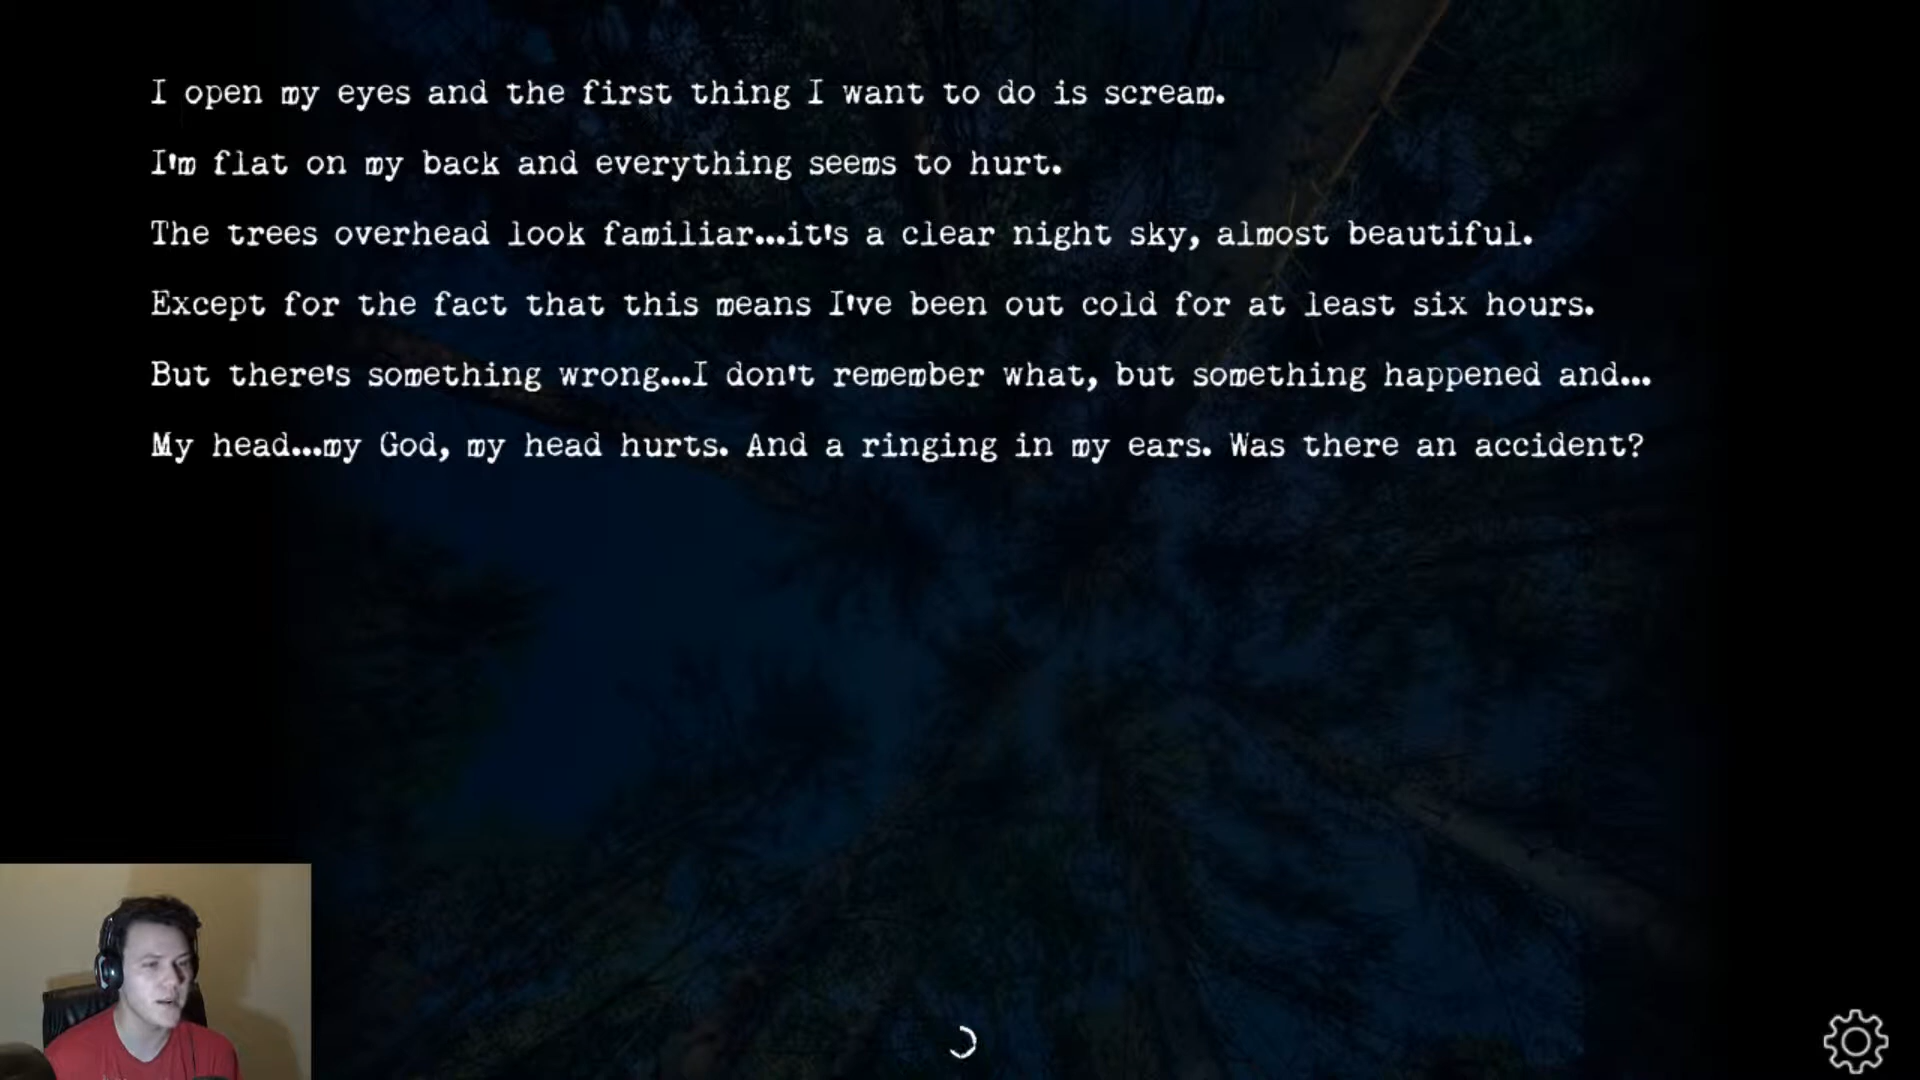 I open my eyes and the first thing I want to do is scream.
I'm flat on my back and everything seems to hurt.
The trees overhead look familiar...it's a clear night sky, almost beautiful.
Except for the fact that this means I've been out cold for at least six hours.
But there's something wrong...I don't remember what, but something happened and...
My head...my God, my head hurts. And a ringing in my ears. Was there an accident?